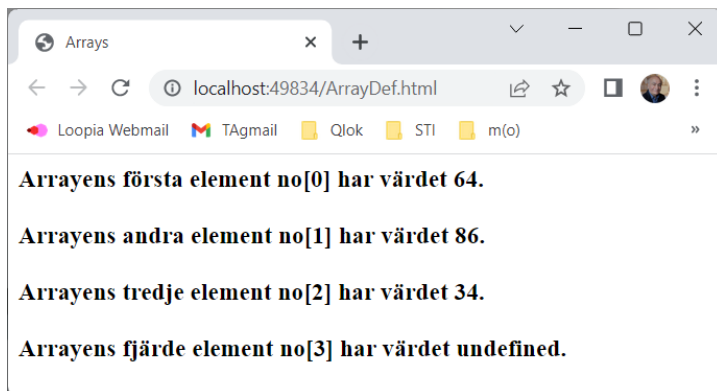 Arrays
localhost:49834/ArrayDef.html
Loopia Webmail TAgmail Qlok STI m(o) »
Arrayens första element no[0] har värdet 64.
Arrayens andra element no[1] har värdet 86.
Arrayens tredje element no[2] har värdet 34.
Arrayens fjärde element no[3] har värdet undefined.